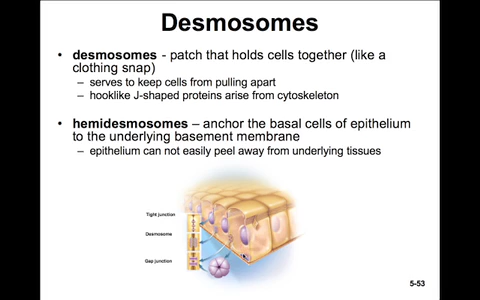 Desmosomes
• desmosomes - patch that holds cells together (like a
clothing snap)
– serves to keep cells from pulling apart
– hooklike J-shaped proteins arise from cytoskeleton
• hemidesmosomes – anchor the basal cells of epithelium
to the underlying basement membrane
– epithelium can not easily peel away from underlying tissues
Tight junction
Desmosome
Gap junction
5-53